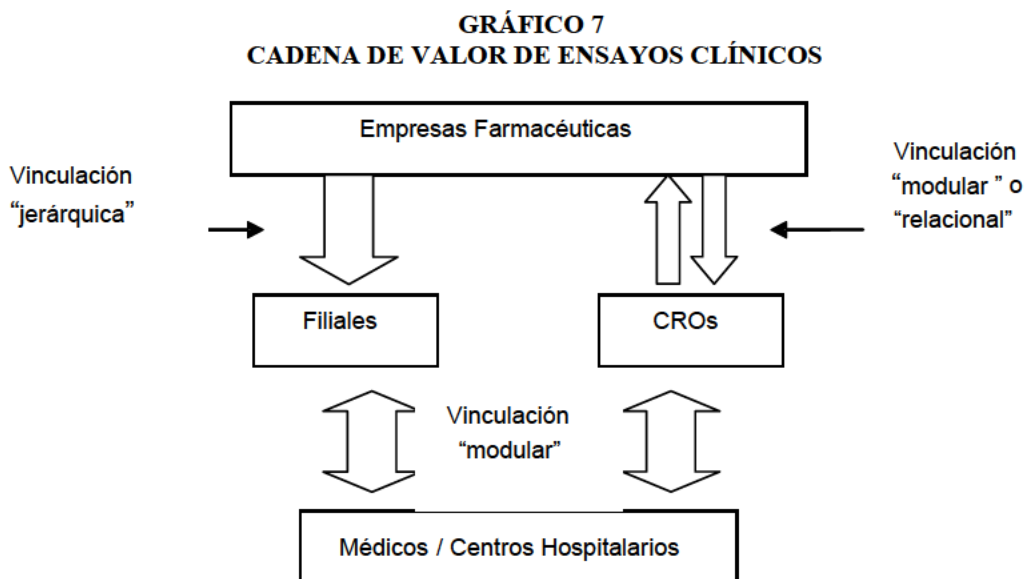 GRÁFICO 7
CADENA DE VALOR DE ENSAYOS CLÍNICOS
Empresas Farmacéuticas
Vinculación
“jerárquica”
Vinculación
“modular ” o
“relacional”
Filiales
CROs
Vinculación
“modular”
Médicos / Centros Hospitalarios